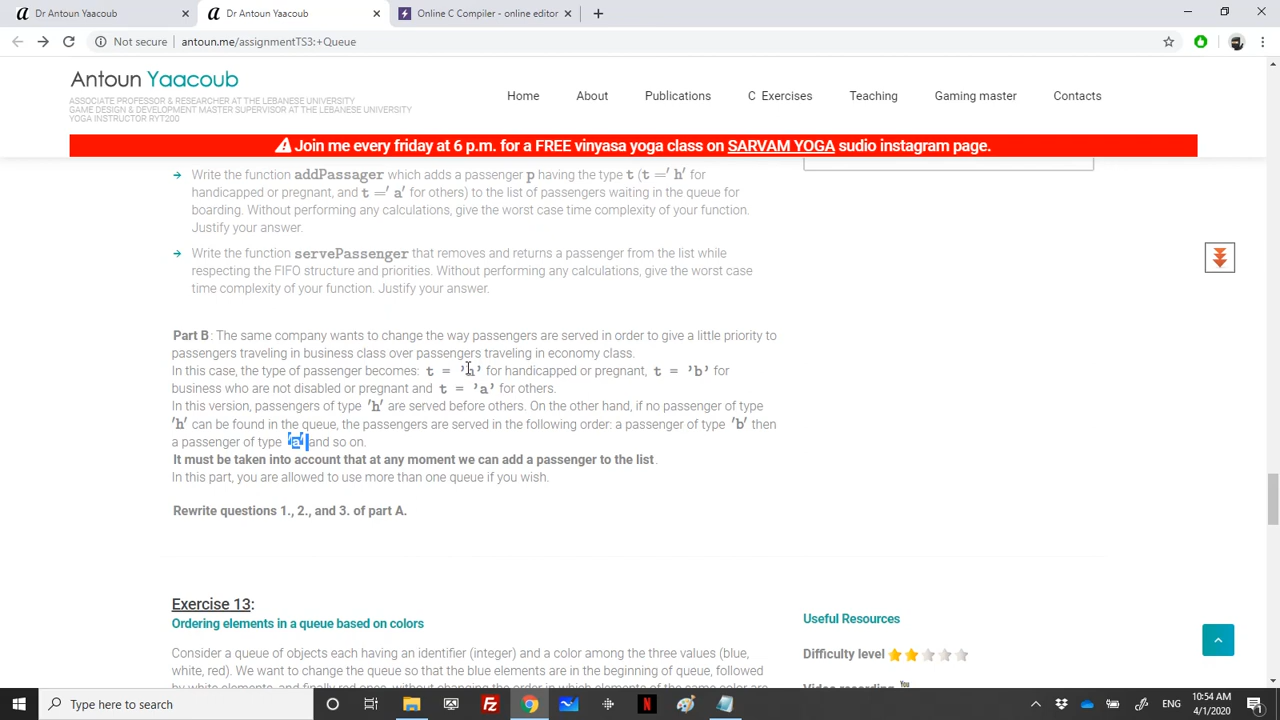 Dr Antoun Yaacoub
Dr Antoun Yaacoub
Online C Compiler - online editor
Not secure | antoun.me/assignmentTS3:+Queue
Antoun Yaacoub
ASSOCIATE PROFESSOR & RESEARCHER AT THE LEBANESE UNIVERSITY
GAME DESIGN & DEVELOPMENT MASTER SUPERVISOR AT THE LEBANESE UNIVERSITY
YOGA INSTRUCTOR RYT200
Home About Publications C Exercises Teaching Gaming master Contacts
Join me every friday at 6 p.m. for a FREE vinyasa yoga class on SARVAM YOGA sudio instagram page.
Write the function addPassager which adds a passenger p having the type t (t =' h' for
handicapped or pregnant, and t =' a' for others) to the list of passengers waiting in the queue for
boarding. Without performing any calculations, give the worst case time complexity of your function.
Justify your answer.
Write the function servePassenger that removes and returns a passenger from the list while
respecting the FIFO structure and priorities. Without performing any calculations, give the worst case
time complexity of your function. Justify your answer.
Part B : The same company wants to change the way passengers are served in order to give a little priority to
passengers traveling in business class over passengers traveling in economy class.
In this case, the type of passenger becomes: t = 'h' for handicapped or pregnant, t = 'b' for
business who are not disabled or pregnant and t = 'a' for others.
In this version, passengers of type 'h' are served before others. On the other hand, if no passenger of type
'h' can be found in the queue, the passengers are served in the following order: a passenger of type 'b' then
a passenger of type 'a' and so on.
It must be taken into account that at any moment we can add a passenger to the list.
In this part, you are allowed to use more than one queue if you wish.
Rewrite questions 1., 2., and 3. of part A.
Exercise 13:
Ordering elements in a queue based on colors
Useful Resources
Consider a queue of objects each having an identifier (integer) and a color among the three values (blue,
Difficulty level
white, red). We want to change the queue so that the blue elements are in the beginning of queue, followed
Type here to search
ENG
10:54 AM
4/1/2020